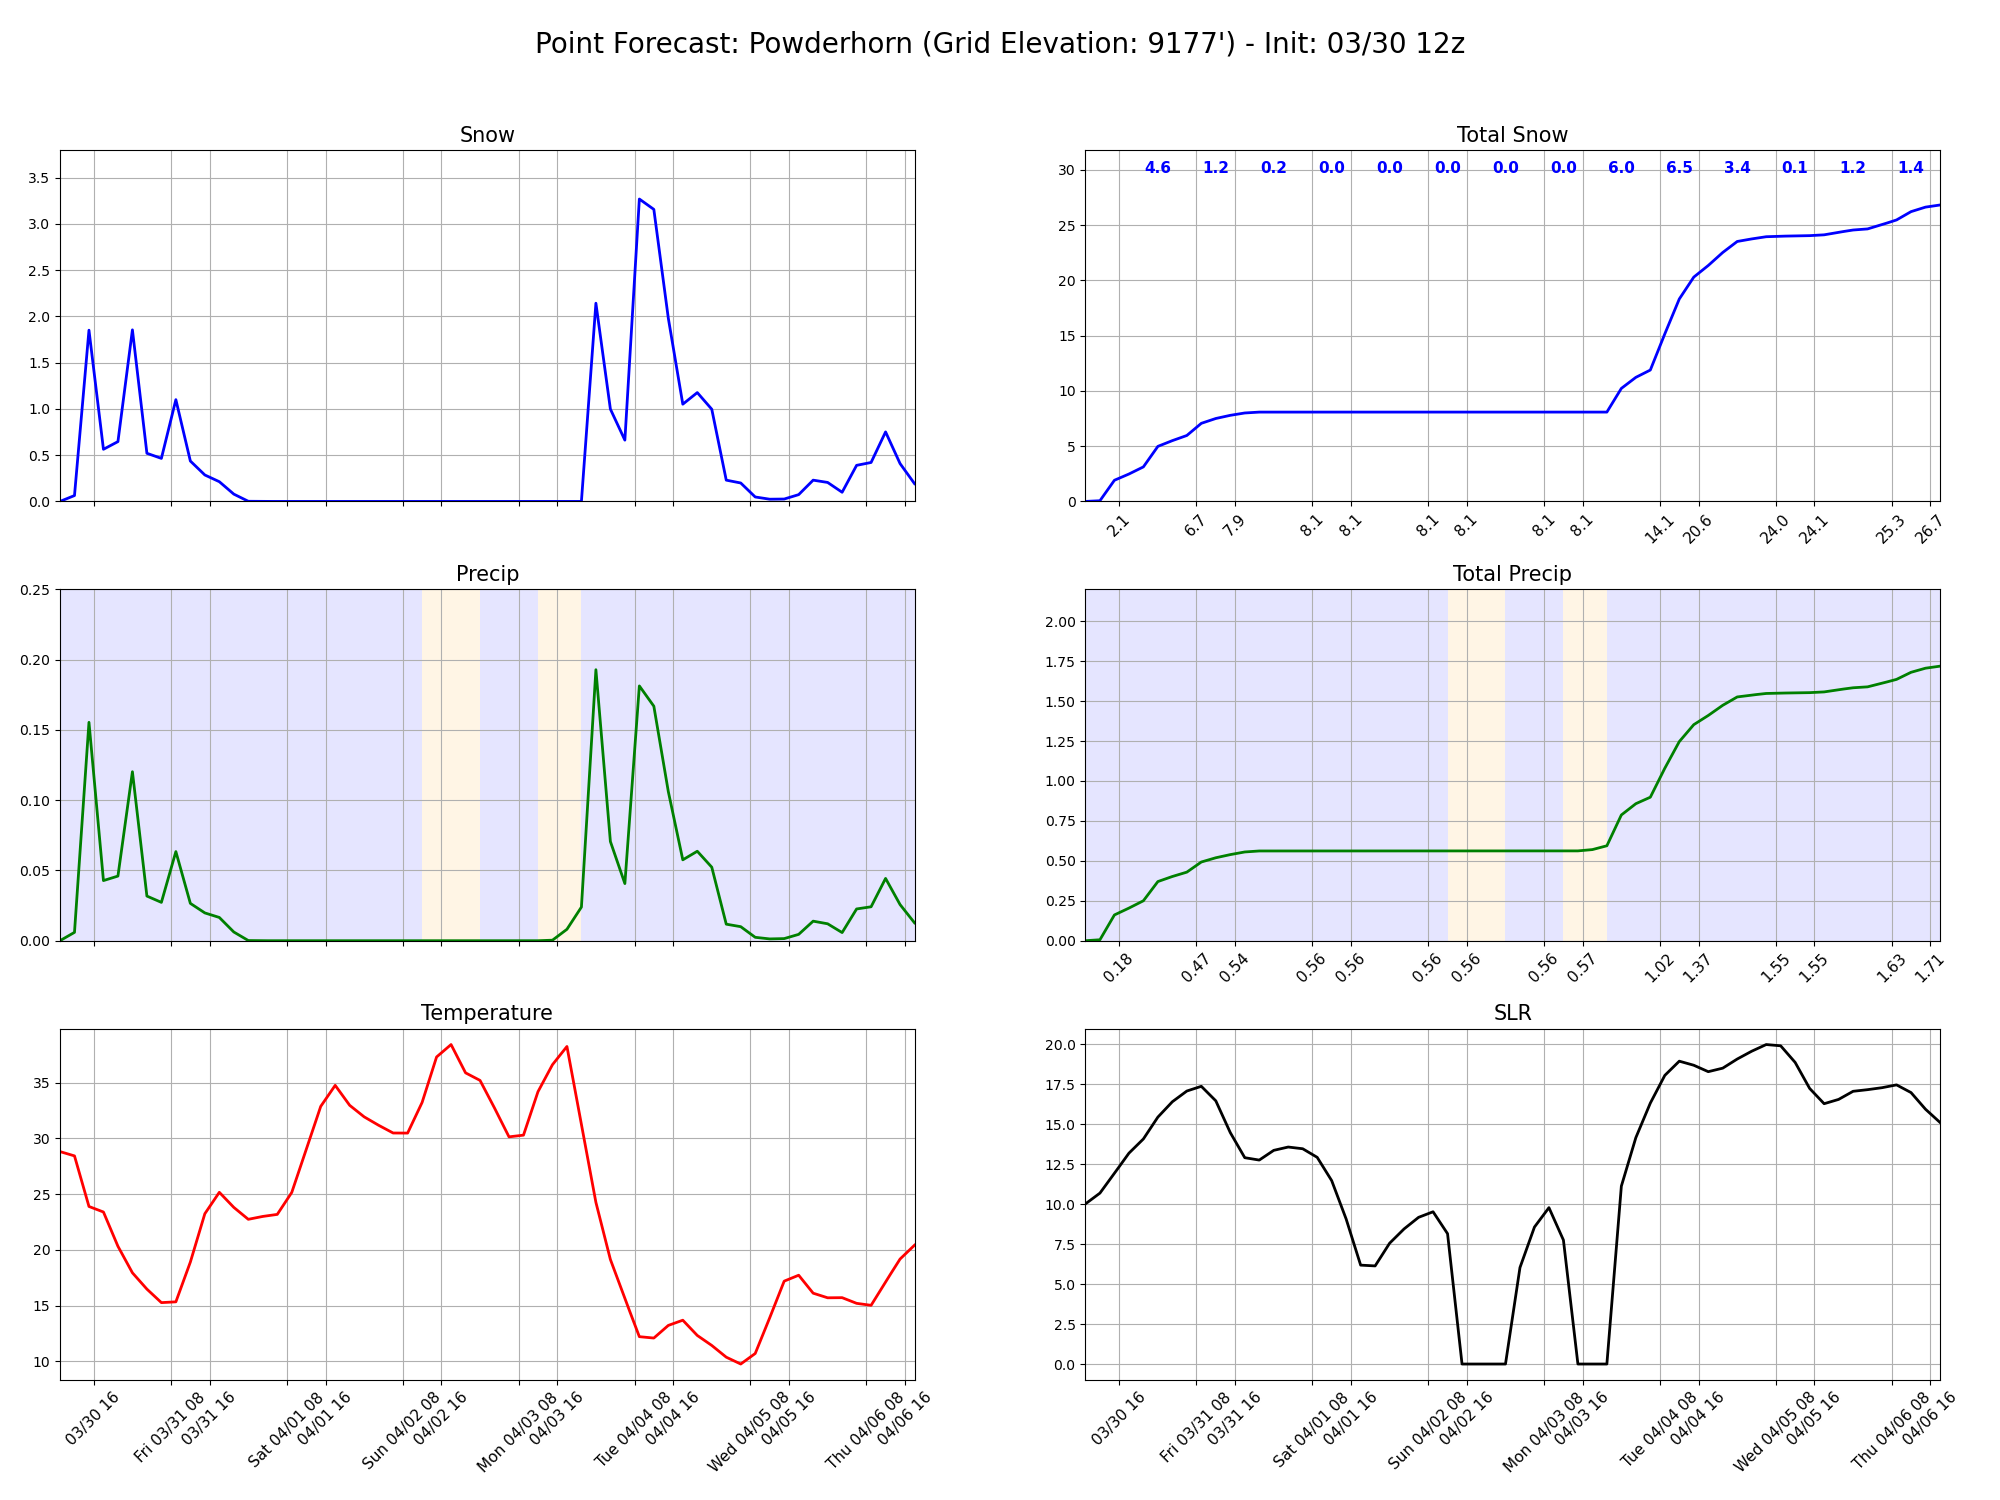 Point Forecast: Powderhorn (Grid Elevation: 9177') - Init: 03/30 12z
Snow
3.5
3.0
2.5
2.0
1.5
1.0
0.5
0.0
Total Snow
4.6 1.2 0.2 0.0 0.0 0.0 0.0 0.0 6.0 6.5 3.4 0.1 1.2 1.4
30
25
20
15
10
5
0
2.1 6.7 7.9 8.1 8.1 8.1 8.1 8.1 8.1 14.1 20.6 24.0 24.1 25.3 26.7
Precip
0.25
0.20
0.15
0.10
0.05
0.00
Total Precip
2.00
1.75
1.50
1.25
1.00
0.75
0.50
0.25
0.00
0.18 0.47 0.54 0.56 0.56 0.56 0.56 0.56 0.57 1.02 1.37 1.55 1.55 1.63 1.71
Temperature
35
30
25
20
15
10
03/30 16
Fri 03/31 08
03/31 16
Sat 04/01 08
04/01 16
Sun 04/02 08
04/02 16
Mon 04/03 08
04/03 16
Tue 04/04 08
04/04 16
Wed 04/05 08
04/05 16
Thu 04/06 08
04/06 16
SLR
20.0
17.5
15.0
12.5
10.0
7.5
5.0
2.5
0.0
03/30 16
Fri 03/31 08
03/31 16
Sat 04/01 08
04/01 16
Sun 04/02 08
04/02 16
Mon 04/03 08
04/03 16
Tue 04/04 08
04/04 16
Wed 04/05 08
04/05 16
Thu 04/06 08
04/06 16